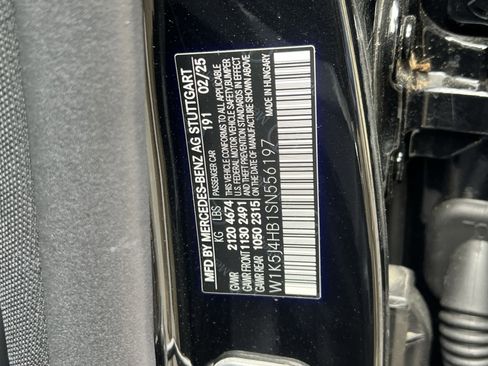 MFD BY MERCEDES-BENZ AG STUTTGART
191 02/25
PASSENGER CAR
KG LBS
GVWR 2120 4674
GAWR FRONT 1130 2491
GAWR REAR 1050 2315
THIS VEHICLE CONFORMS TO ALL APPLICABLE
U.S. FEDERAL MOTOR VEHICLE SAFETY, BUMPER
AND THEFT PREVENTION STANDARDS IN EFFECT
ON THE DATE OF MANUFACTURE SHOWN ABOVE.
MADE IN HUNGARY
W1K5J4HB1SN556197